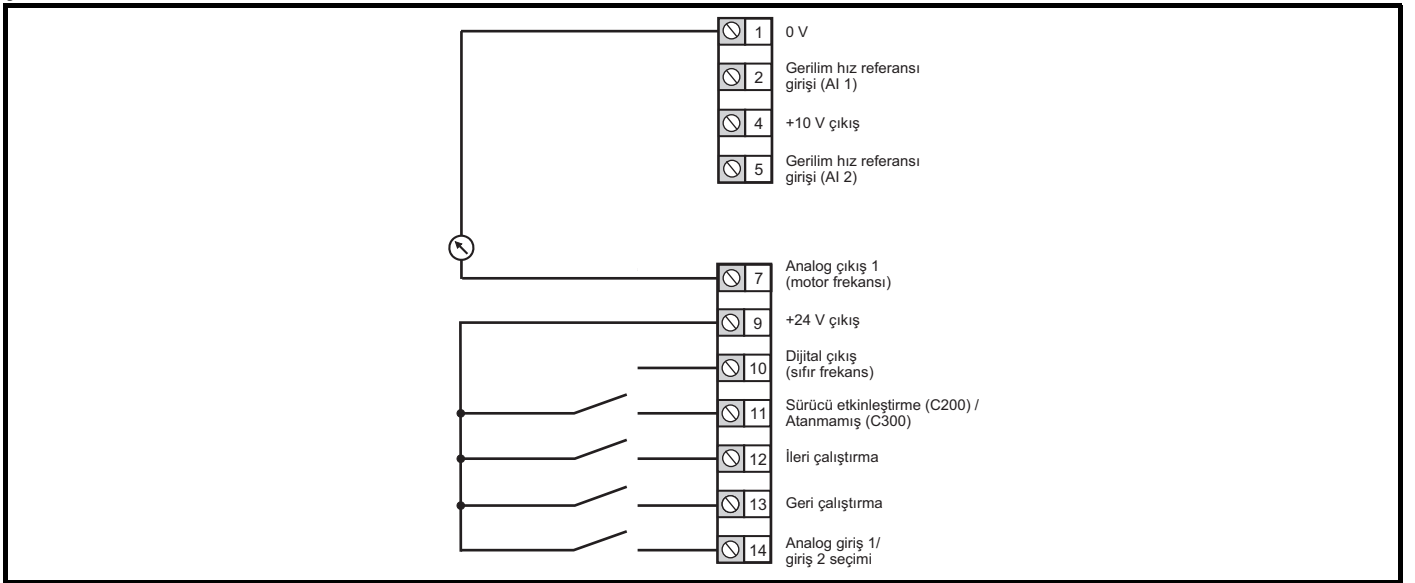 1 0 V
2 Gerilim hız referansı
girişi (AI 1)
4 +10 V çıkış
5 Gerilim hız referansı
girişi (AI 2)
7 Analog çıkış 1
(motor frekansı)
9 +24 V çıkış
10 Dijital çıkış
(sıfır frekans)
11 Sürücü etkinleştirme (C200) /
Atanmamış (C300)
12 İleri çalıştırma
13 Geri çalıştırma
14 Analog giriş 1/
giriş 2 seçimi